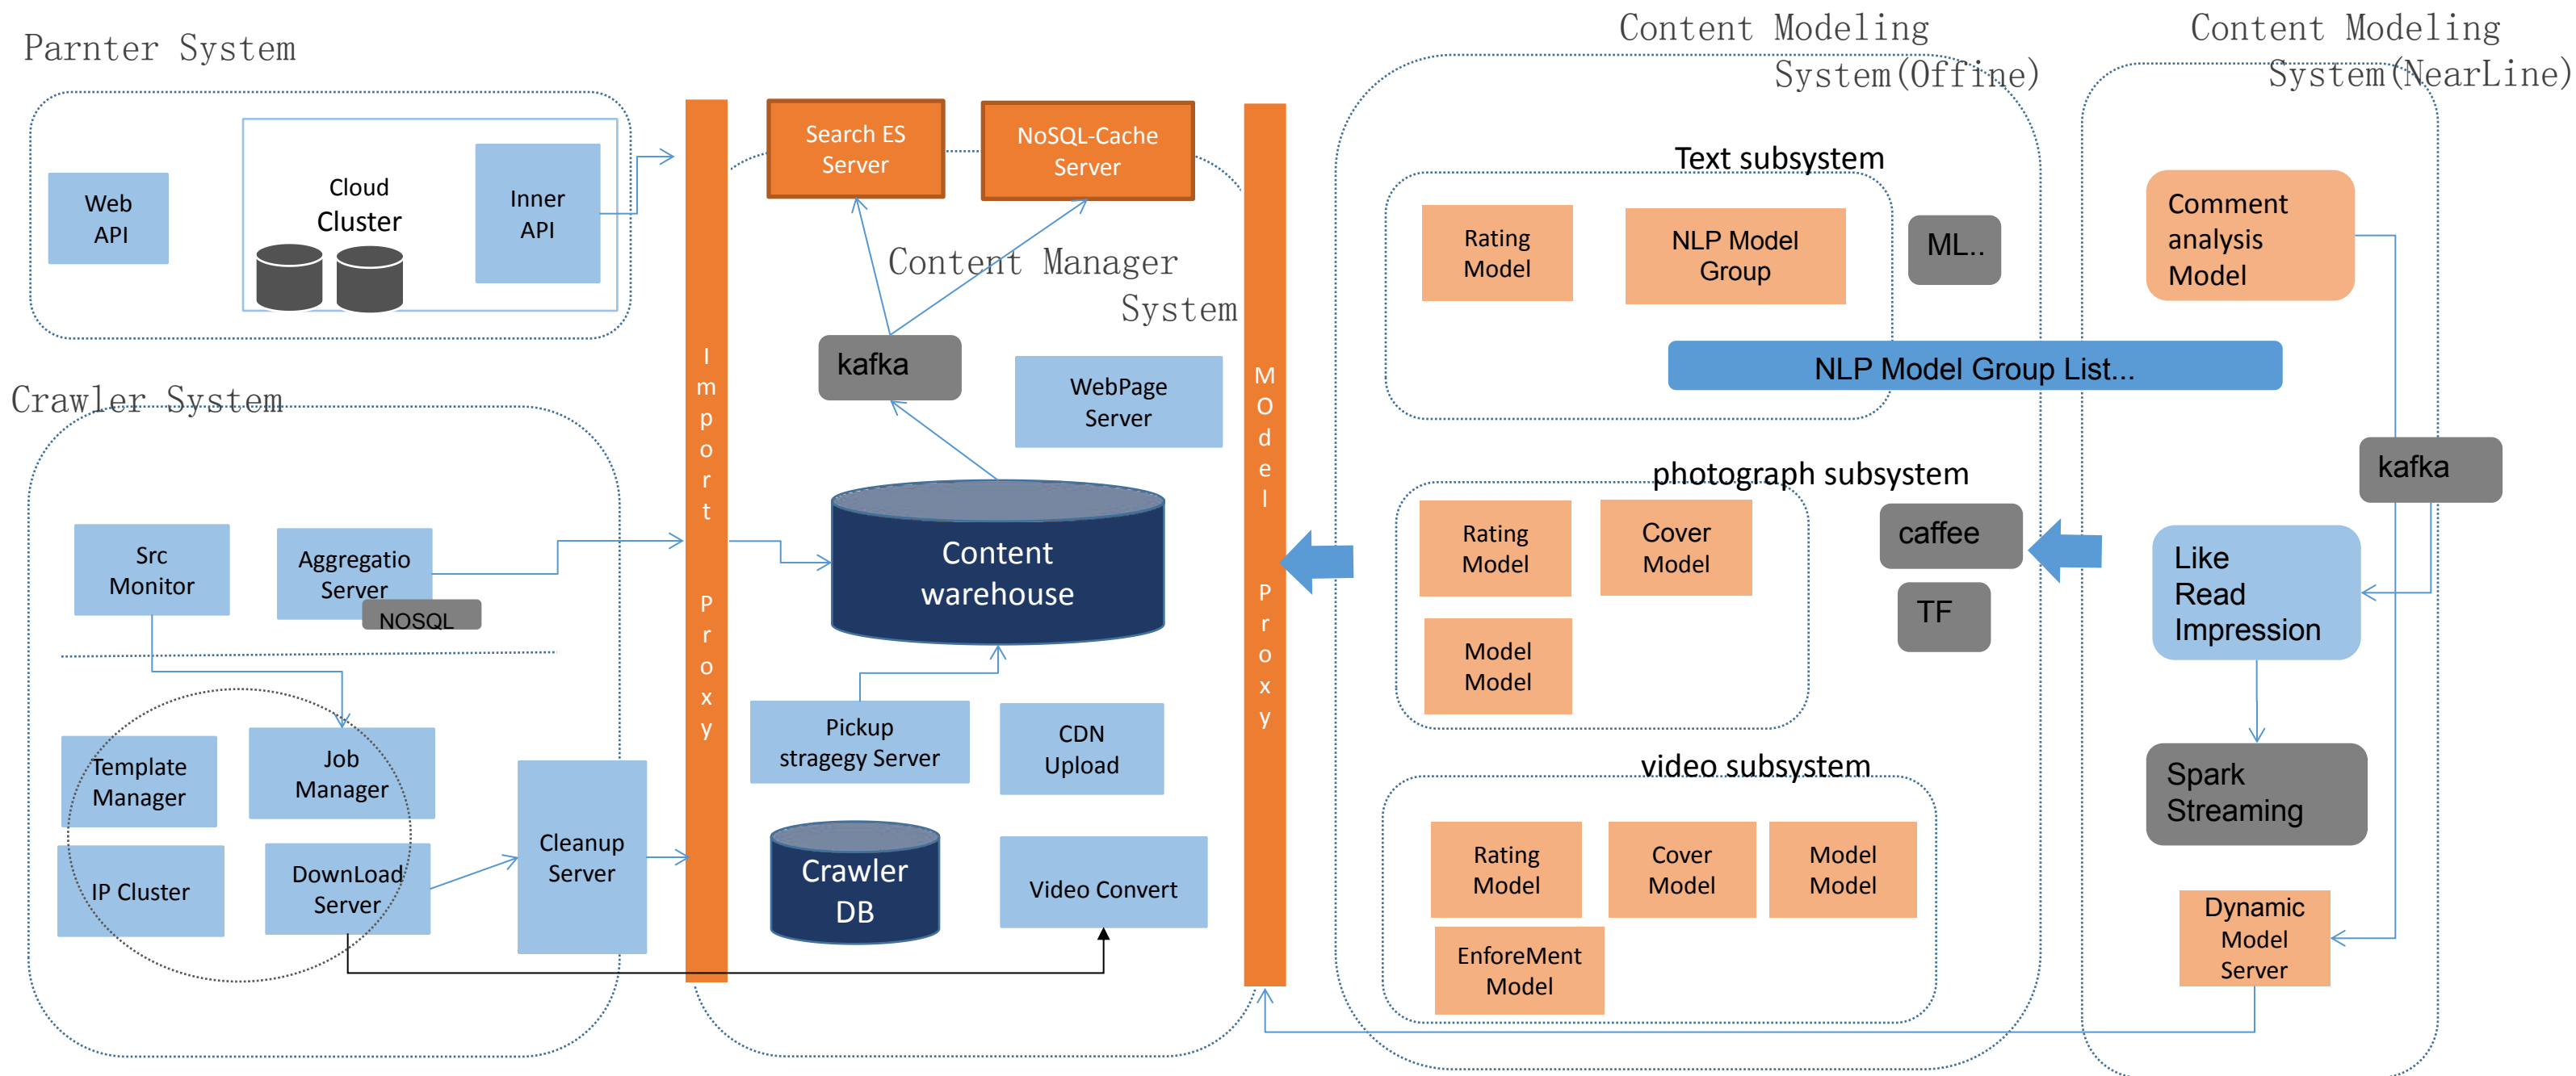 Parnter System
Web
API
Cloud
Cluster
Inner
API
Crawler System
Src
Monitor
Aggregatio
Server
NOSQL
Template
Manager
Job
Manager
IP Cluster
DownLoad
Server
Cleanup
Server
Import Proxy
Search ES
Server
NoSQL-Cache
Server
Content Manager
System
kafka
WebPage
Server
Content
warehouse
Pickup
stragegy Server
CDN
Upload
Crawler
DB
Video Convert
MOdel Proxy
Content Modeling
System(Offine)
Text subsystem
Rating
Model
NLP Model
Group
ML..
NLP Model Group List...
photograph subsystem
Rating
Model
Cover
Model
Model
Model
caffee
TF
video subsystem
Rating
Model
Cover
Model
Model
Model
EnforeMent
Model
Content Modeling
System(NearLine)
Comment
analysis
Model
kafka
Like
Read
Impression
Spark
Streaming
Dynamic
Model
Server